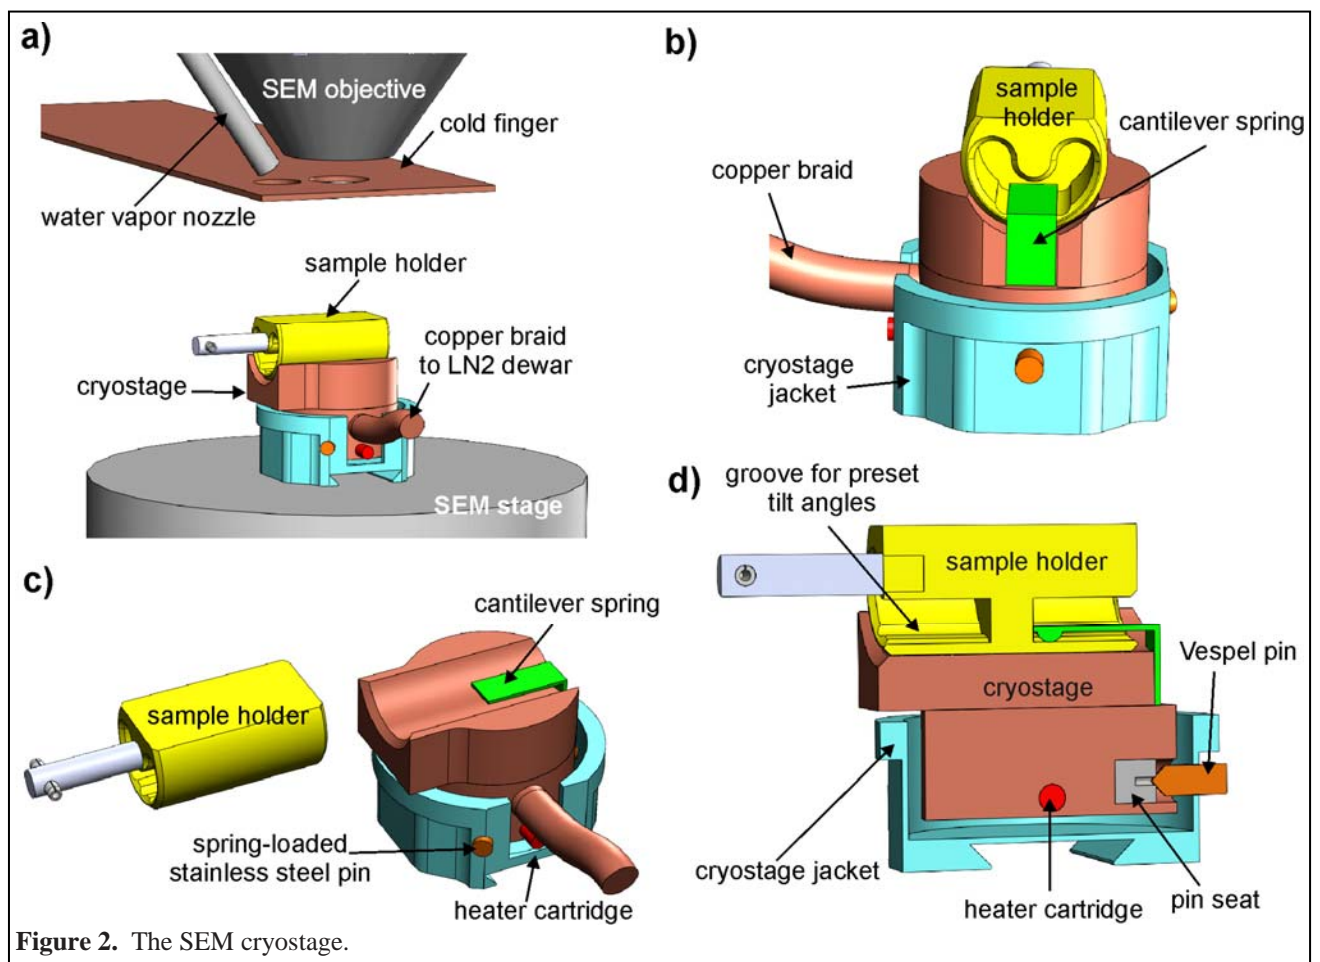 a)
SEM objective
cold finger
water vapor nozzle
sample holder
copper braid
to LN2 dewar
cryostage
SEM stage
b)
sample
holder
cantilever spring
copper braid
cryostage
jacket
c)
cantilever spring
sample holder
spring-loaded
stainless steel pin
heater cartridge
d)
groove for preset
tilt angles
sample holder
Vespel pin
cryostage
cryostage jacket
heater cartridge
pin seat
Figure 2. The SEM cryostage.